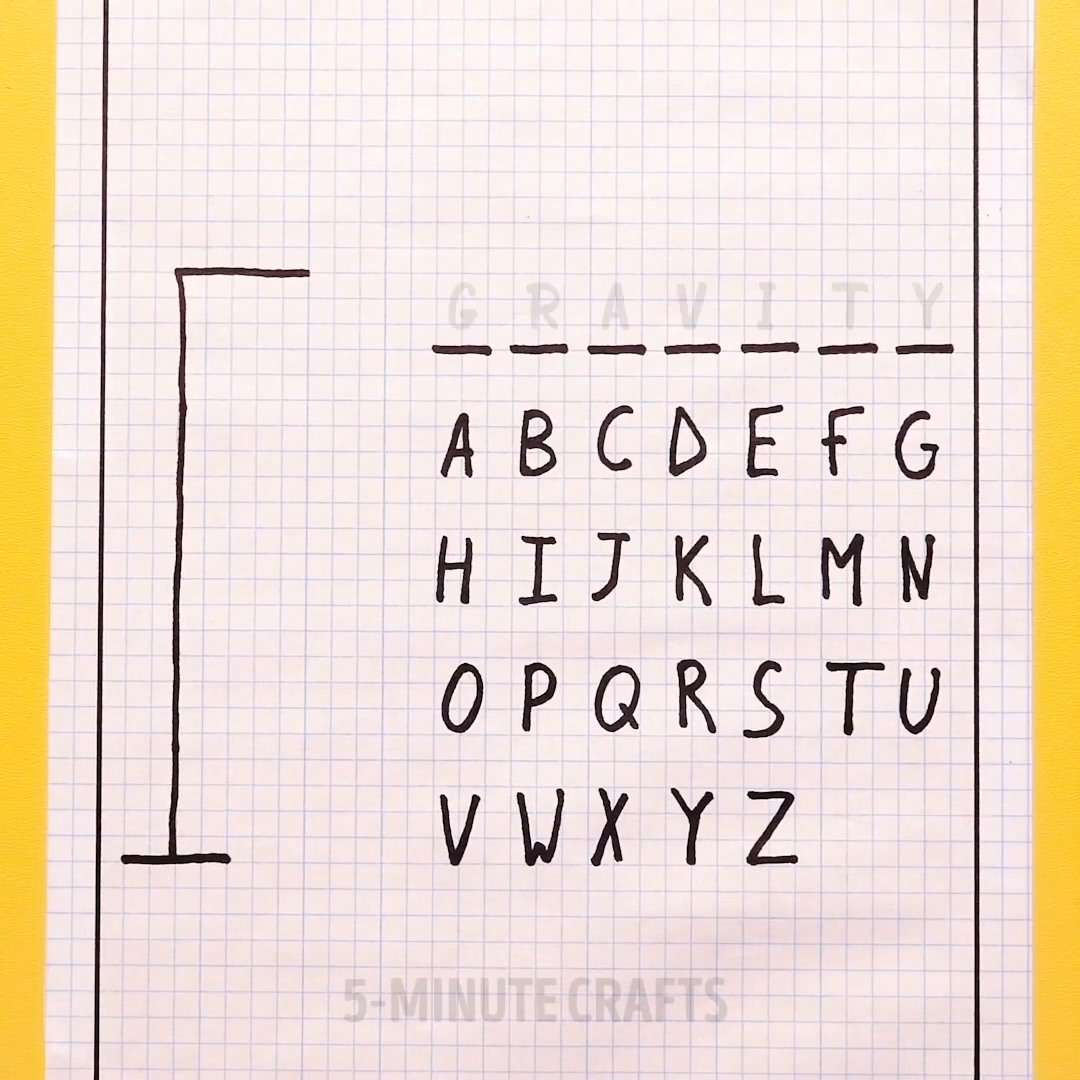 G R A V I T Y
A B C D E F G
H I J K L M N
O P Q R S T U
V W X Y Z
5-MINUTE CRAFTS